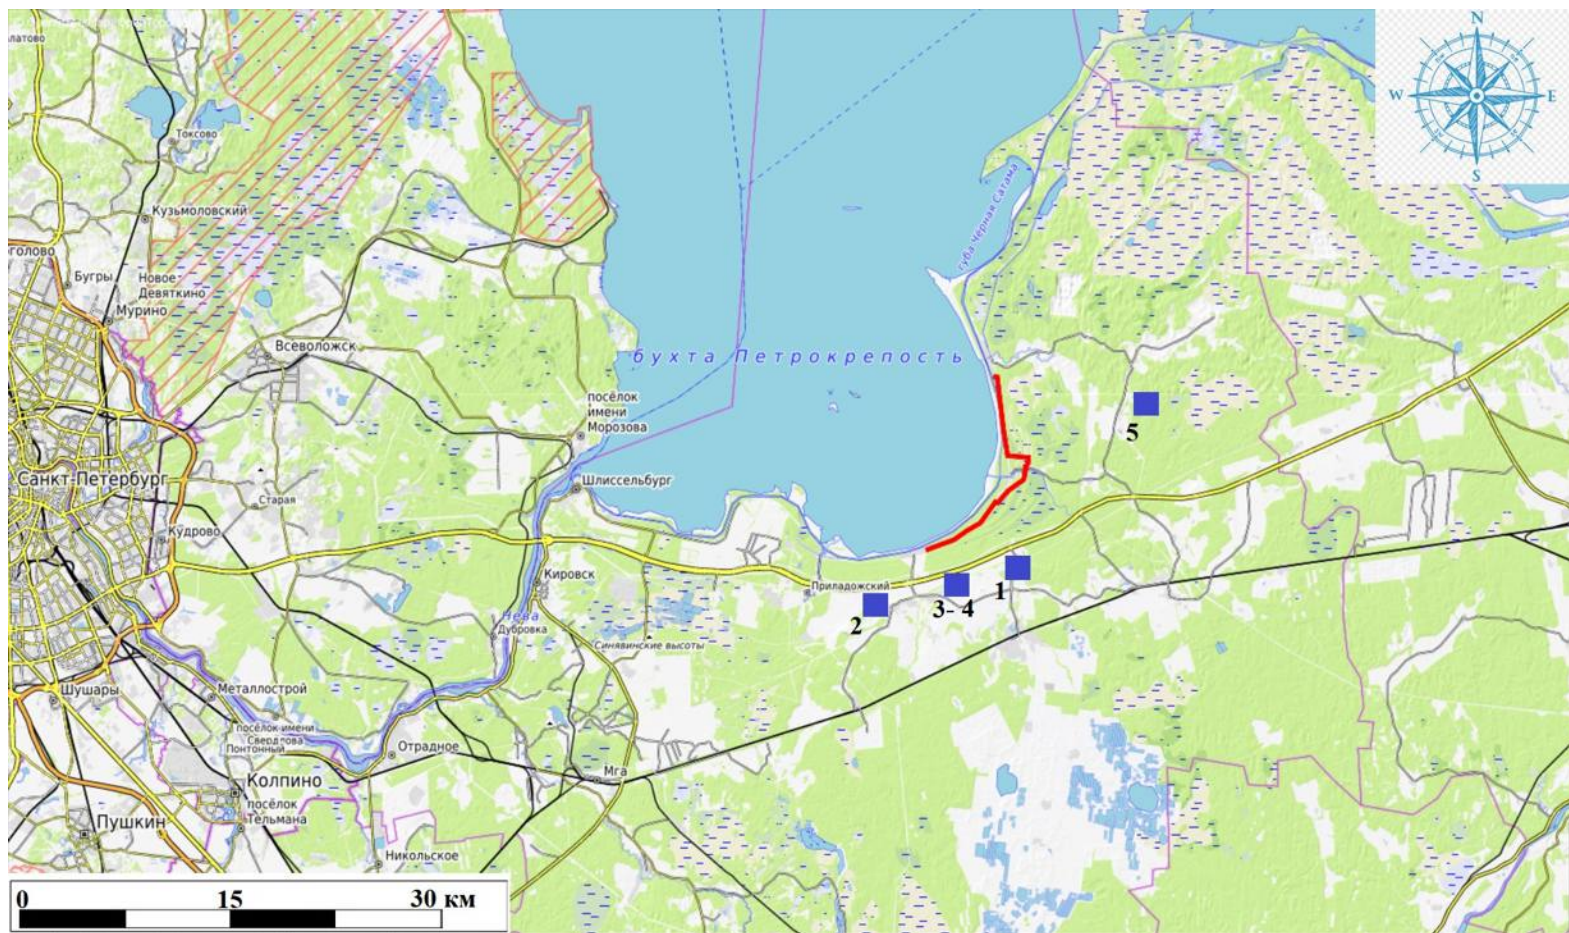 латово
N
W
E
S
Токсово
Кузьмоловский
оголово
Бугры
Новое
Девяткино
Мурино
губа Чёрная Сатама
Всеволожск
бухта Петрокрепость
посёлок
имени
Морозова
5
Санкт-Петербург
Шлиссельбург
Старая
Кудрово
Кировск
Приладожский
1
3- 4
2
Нева
Дубровка
Синявинские высоты
Шушары
Металлострой
посёлок имени
Свердлова
Понтонный
Отрадное
Мга
Колпино
посёлок
Тельмана
Пушкин
Никольское
0 15 30 км